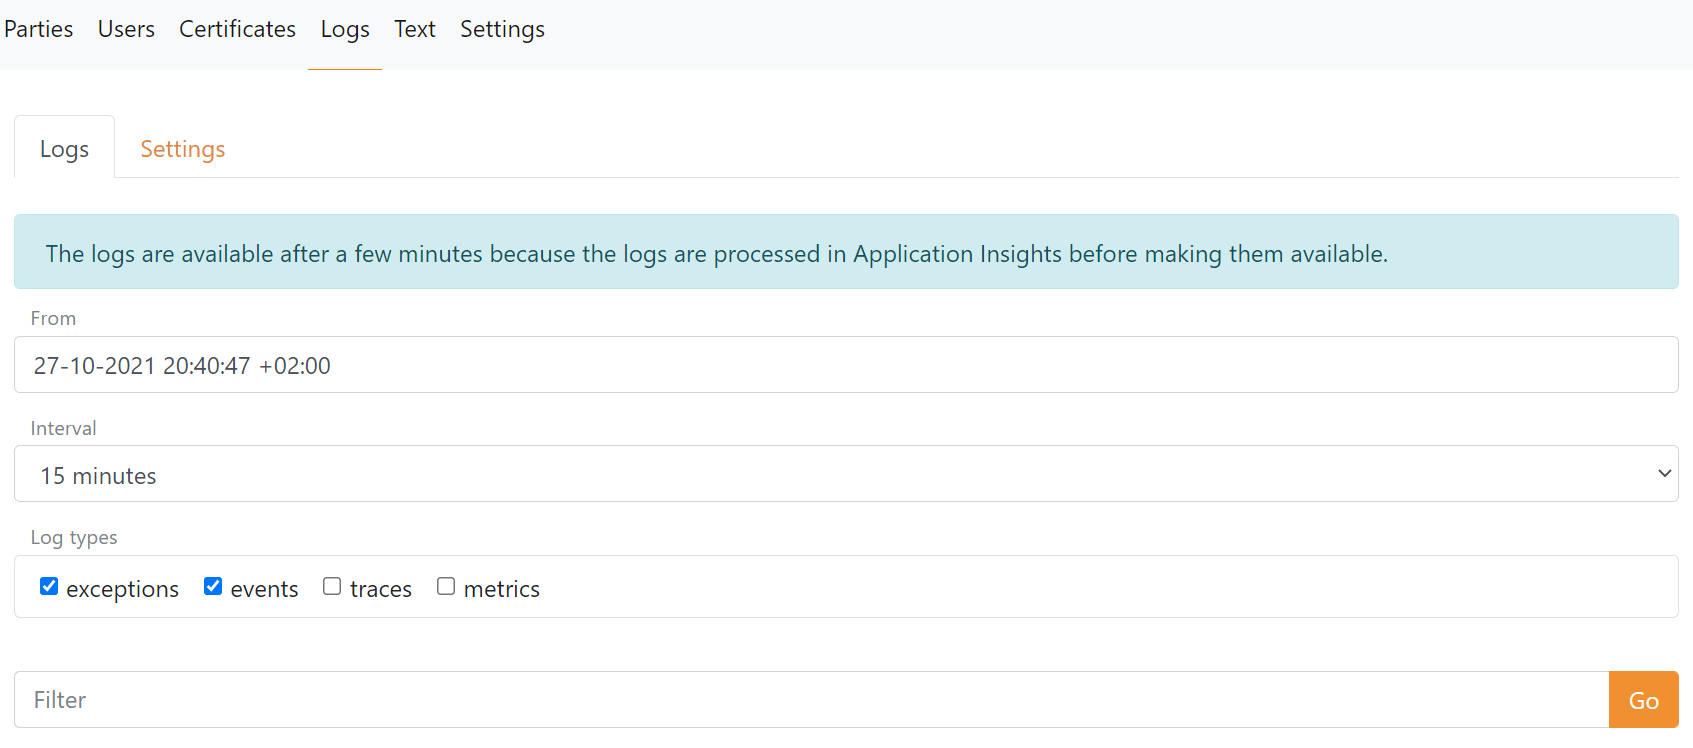 Parties Users Certificates Logs Text Settings
Logs Settings
The logs are available after a few minutes because the logs are processed in Application Insights before making them available.
From
27-10-2021 20:40:47 +02:00
Interval
15 minutes
Log types
exceptions events traces metrics
Filter Go